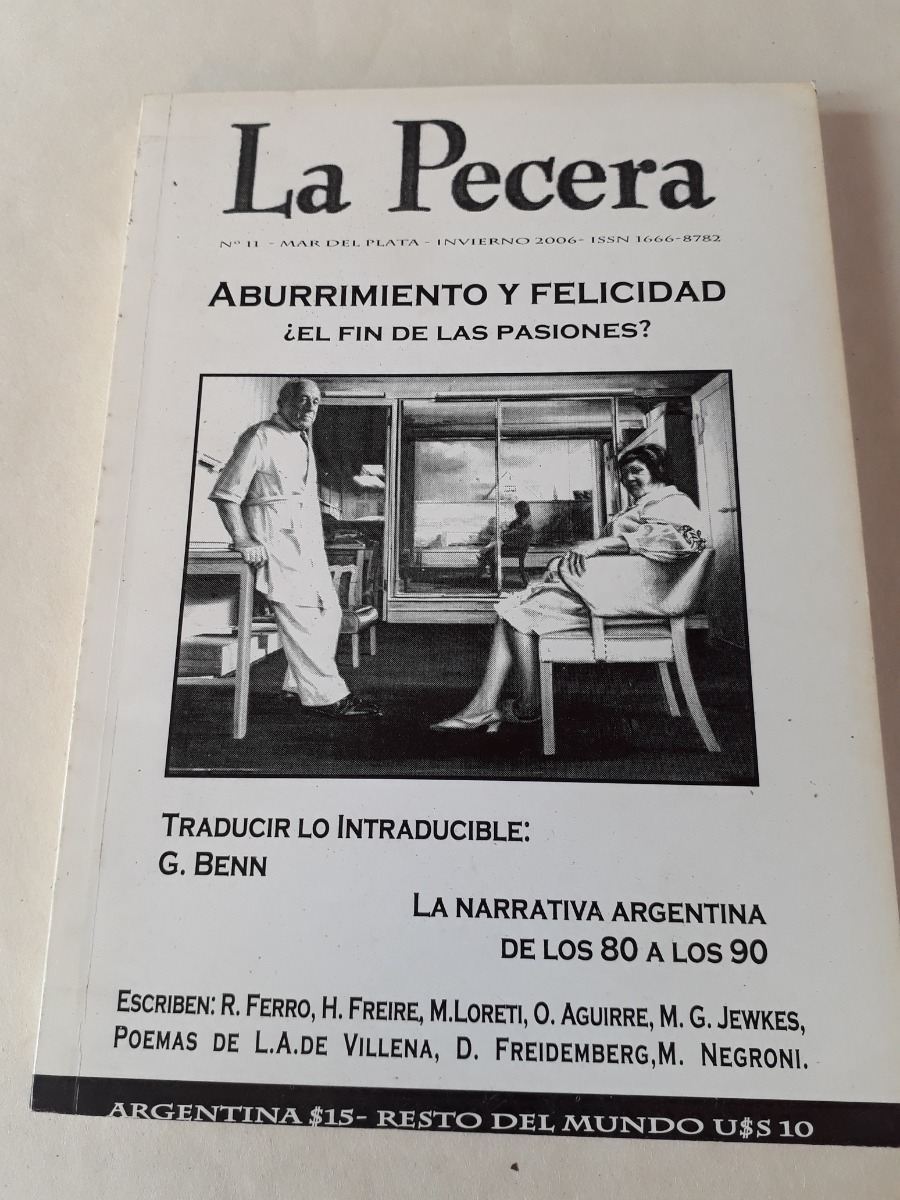 La Pecera
Nº 11 - MAR DEL PLATA - INVIERNO 2006- ISSN 1666-8782
ABURRIMIENTO Y FELICIDAD
¿EL FIN DE LAS PASIONES?
TRADUCIR LO INTRADUCIBLE:
G. BENN
LA NARRATIVA ARGENTINA
DE LOS 80 A LOS 90
ESCRIBEN: R. FERRO, H. FREIRE, M.LORETI, O. AGUIRRE, M. G. JEWKES,
POEMAS DE L.A.DE VILLENA, D. FREIDEMBERG,M. NEGRONI.
ARGENTINA $15- RESTO DEL MUNDO U$S 10